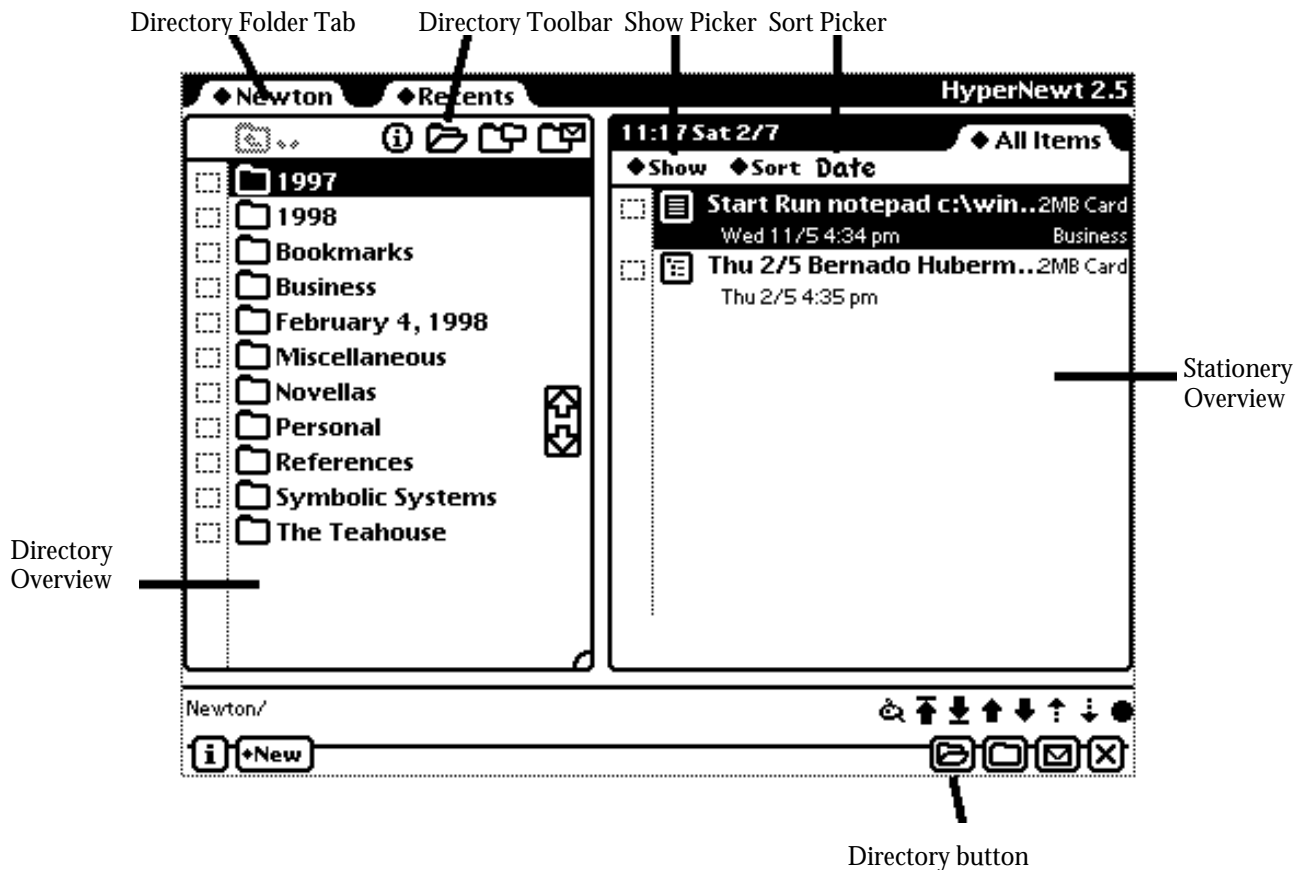 Directory Folder Tab
Directory Toolbar
Show Picker
Sort Picker
◆Newton
◆Recents
HyperNewt 2.5
..
1997
1998
Bookmarks
Business
February 4, 1998
Miscellaneous
Novellas
Personal
References
Symbolic Systems
The Teahouse
11:17 Sat 2/7
◆ All Items
◆Show ◆Sort Date
Start Run notepad c:\win..2MB Card
Wed 11/5 4:34 pm Business
Thu 2/5 Bernado Huberm..2MB Card
Thu 2/5 4:35 pm
Stationery
Overview
Directory
Overview
Newton/
i
◆New
Directory button